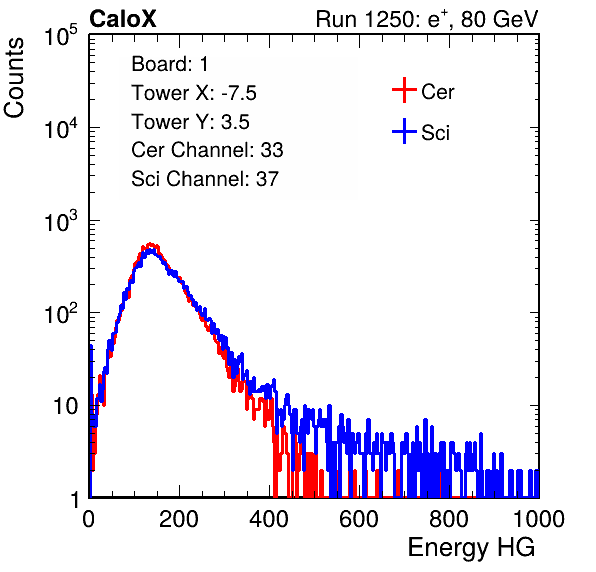 CaloX Run 1250: e⁺, 80 GeV
Counts
Board: 1
Tower X: -7.5
Tower Y: 3.5
Cer Channel: 33
Sci Channel: 37
Cer
Sci
10⁵
10⁴
10³
10²
10
1
0 200 400 600 800 1000
Energy HG